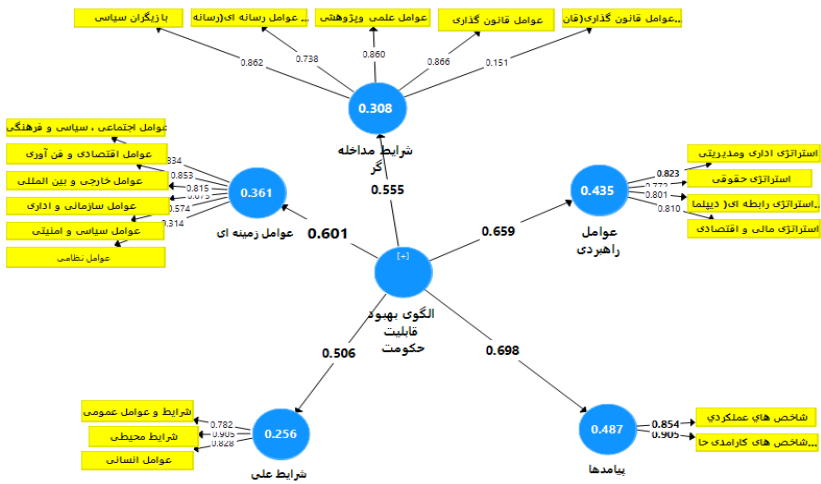 بازیگران سیاسی
عوامل رسانه ای(رسانه...
عوامل علمی وپژوهشی
عوامل قانون گذاری
عوامل قانون گذاری(قان...
0.862
0.738
0.860
0.866
0.151
0.308
شرایط مداخله
گر
0.555
عوامل اجتماعی ، سیاسی و فرهنگی
عوامل اقتصادی و فن آوری
عوامل خارجی و بین المللی
عوامل سازمانی و اداری
عوامل سیاسی و امنیتی
عوامل نظامی
0.853
0.815
0.361
عوامل زمینه ای
0.601
استراتژی اداری ومدیریتی
استراتژی حقوقی
استراتژی رابطه ای( دیپلما...
استراتژی مالی و اقتصادی
0.823
0.772
0.801
0.810
0.435
عوامل
راهبردی
0.659
[+]
الگوی بهبود
قابلیت
حکومت
0.506
0.698
شرایط و عوامل عمومی
شرایط محیطی
عوامل انسانی
0.782
0.905
0.828
0.256
شرایط علی
شاخص هاي عملکردي
شاخص های کارامدی حا...
0.854
0.905
0.487
پیامدها